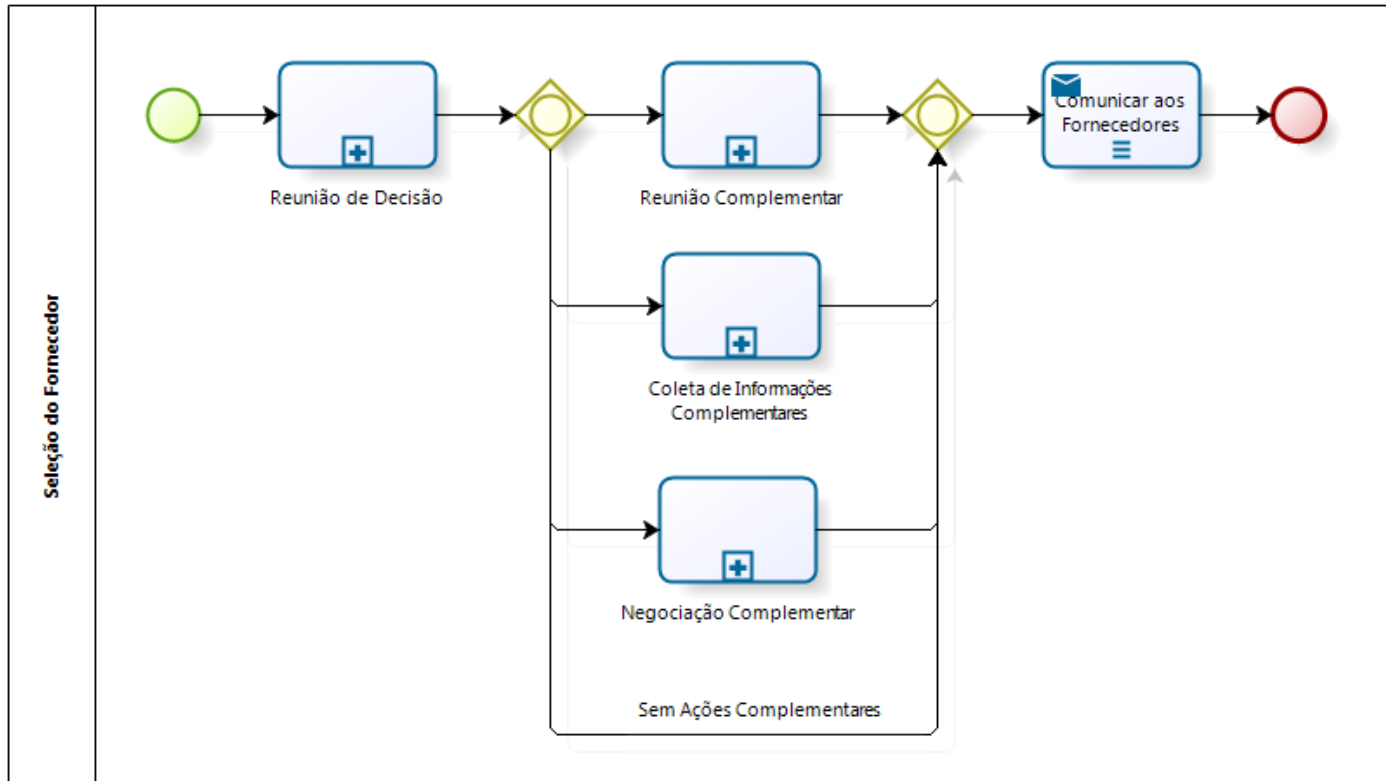 Seleção do Fornecedor
Reunião de Decisão
Reunião Complementar
Comunicar aos
Fornecedores
Coleta de Informações
Complementares
Negociação Complementar
Sem Ações Complementares